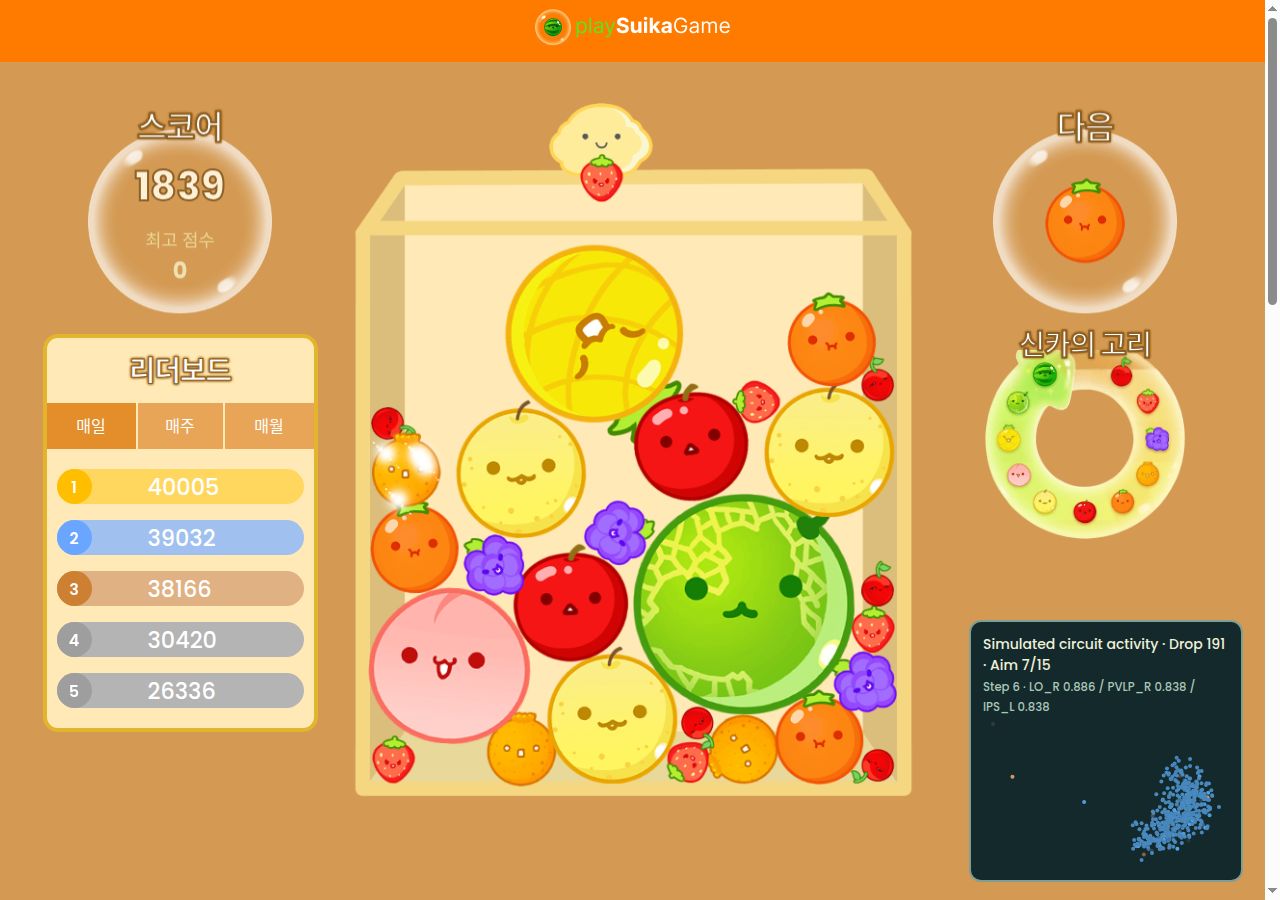 playSuikaGame
스코어
1839
최고 점수
0
다음
신카의 고리
리더보드
매일 매주 매월
1 40005
2 39032
3 38166
4 30420
5 26336
Simulated circuit activity · Drop 191
· Aim 7/15
Step 6 · LO_R 0.886 / PVLP_R 0.838 /
IPS_L 0.838